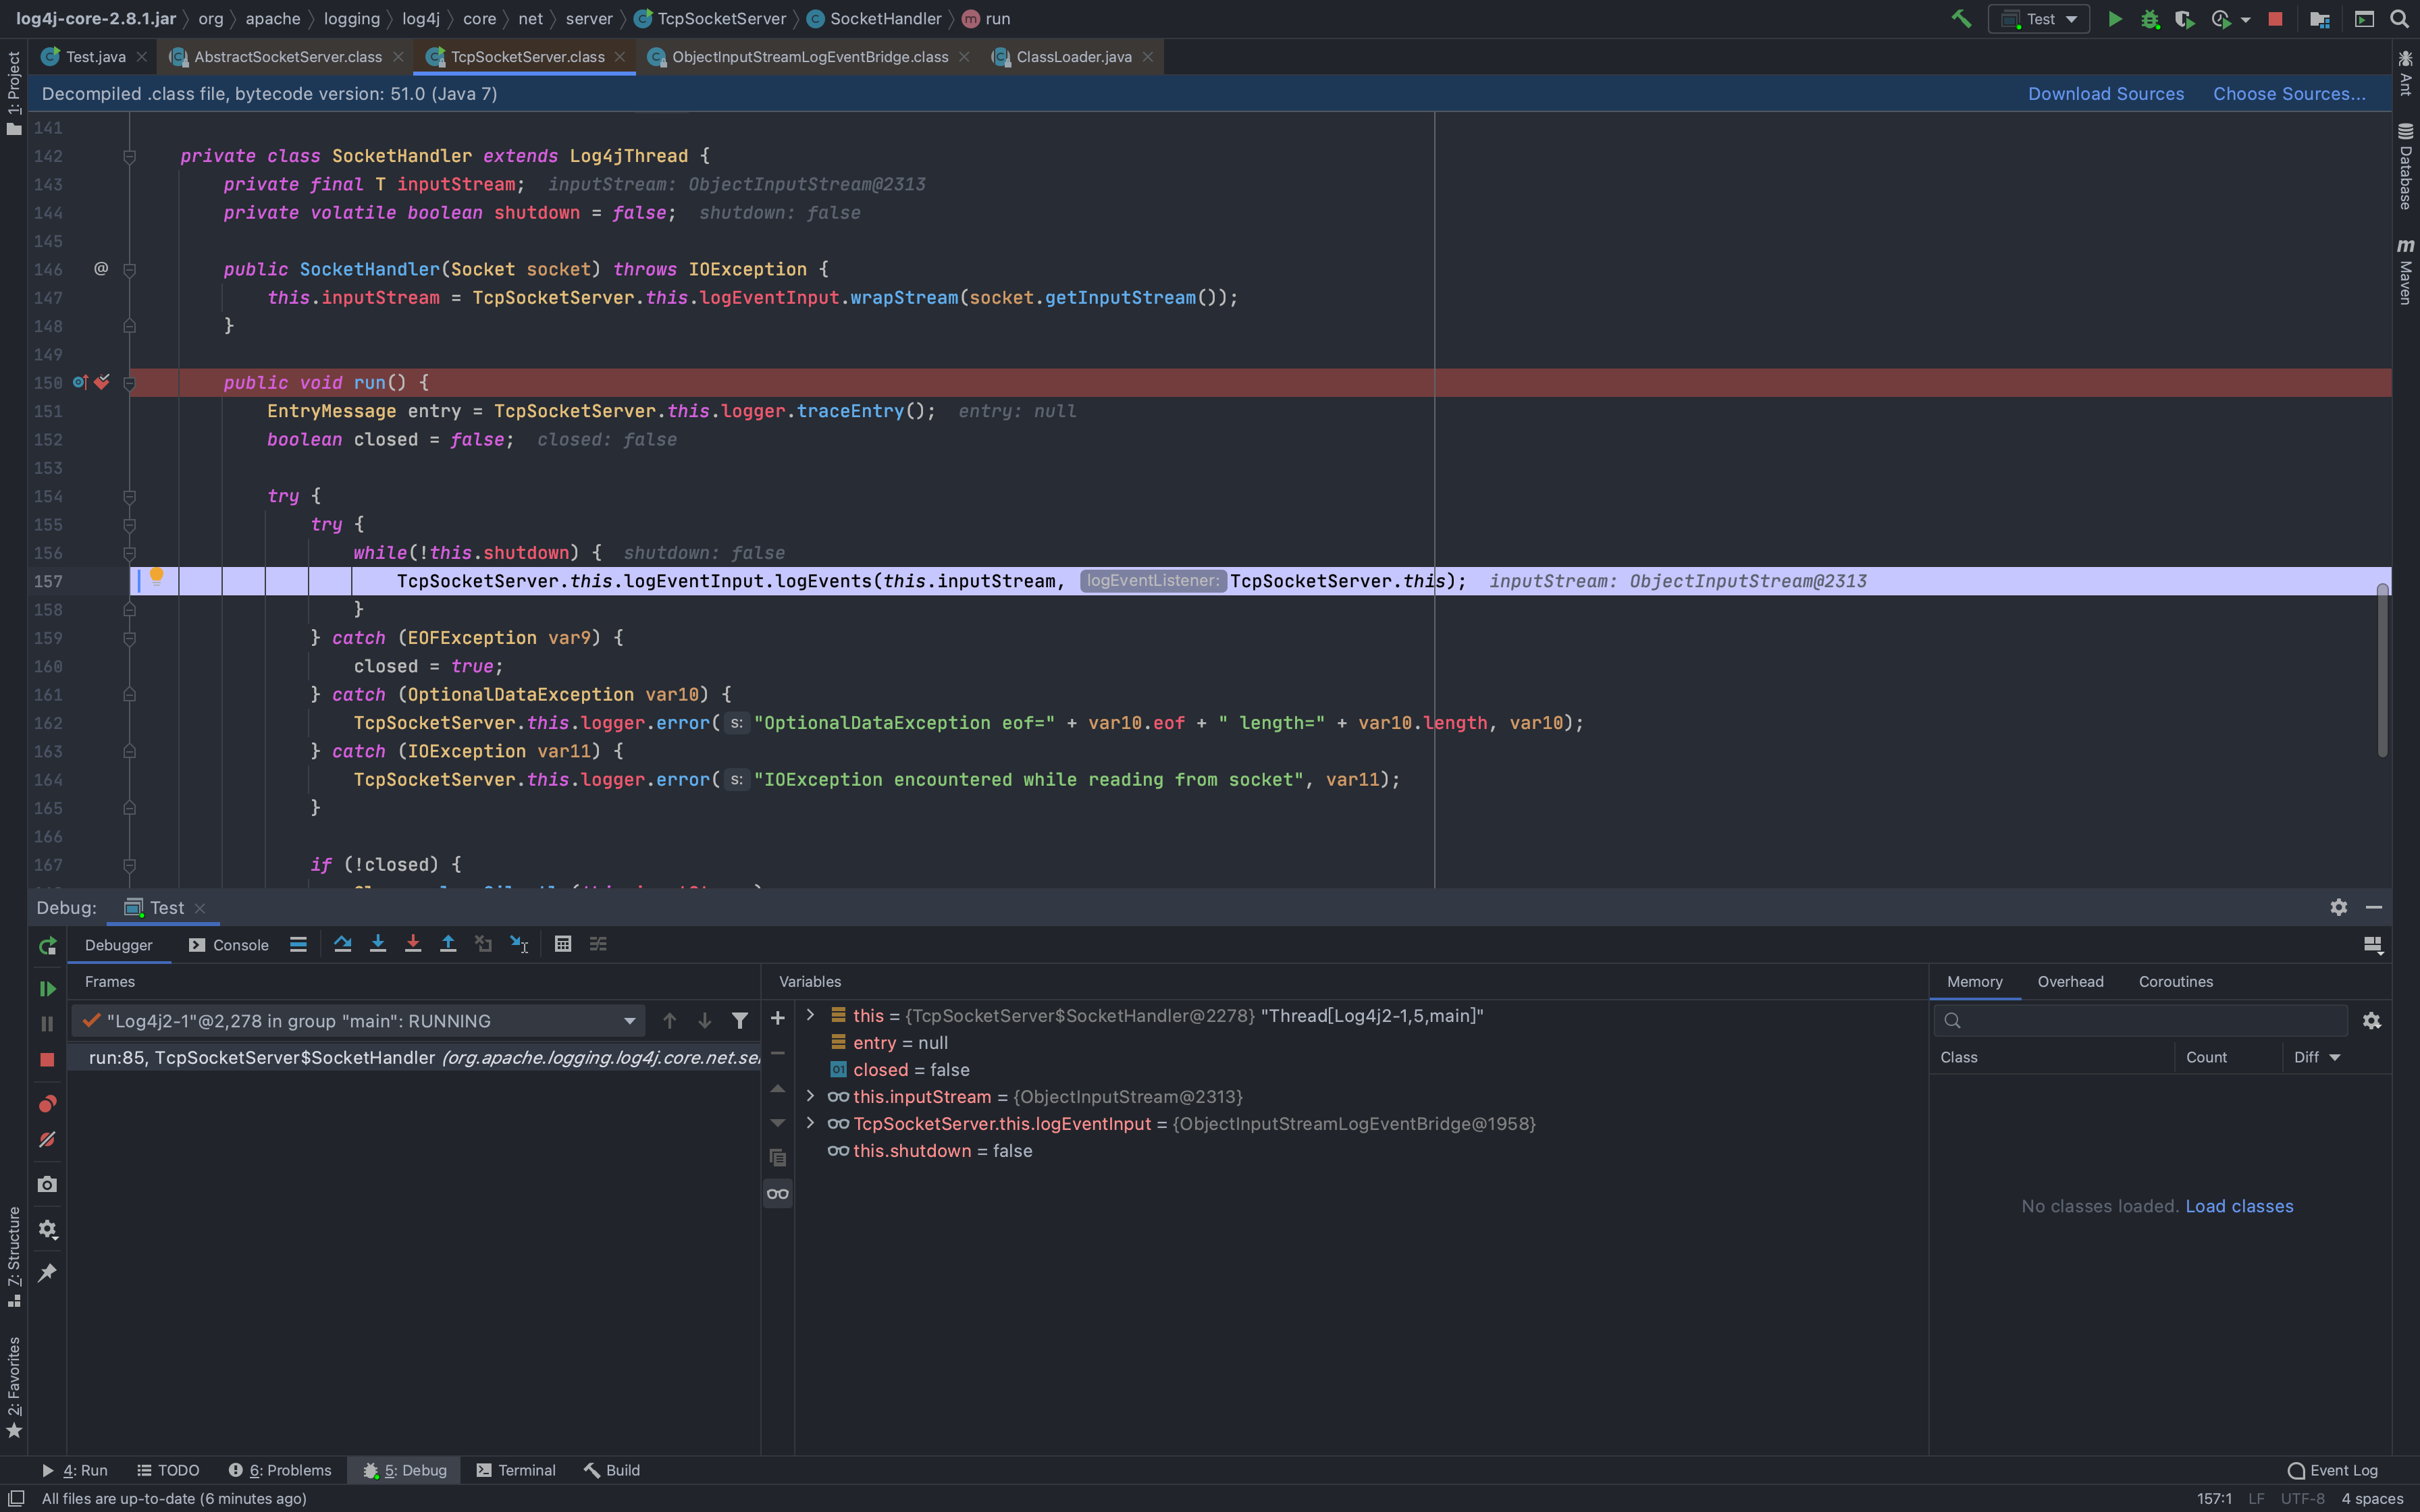 log4j-core-2.8.1.jar org apache logging log4j core net server TcpSocketServer SocketHandler run Test
Test.java AbstractSocketServer.class TcpSocketServer.class ObjectInputStreamLogEventBridge.class ClassLoader.java
Decompiled .class file, bytecode version: 51.0 (Java 7) Download Sources Choose Sources...
1: Project
Ant
Database
Maven
141
142 private class SocketHandler extends Log4jThread {
143 private final T inputStream; inputStream: ObjectInputStream@2313
144 private volatile boolean shutdown = false; shutdown: false
145
146 @ public SocketHandler(Socket socket) throws IOException {
147 this.inputStream = TcpSocketServer.this.logEventInput.wrapStream(socket.getInputStream());
148 }
149
150 public void run() {
151 EntryMessage entry = TcpSocketServer.this.logger.traceEntry(); entry: null
152 boolean closed = false; closed: false
153
154 try {
155 try {
156 while(!this.shutdown) { shutdown: false
157 TcpSocketServer.this.logEventInput.logEvents(this.inputStream, logEventListener: TcpSocketServer.this); inputStream: ObjectInputStream@2313
158 }
159 } catch (EOFException var9) {
160 closed = true;
161 } catch (OptionalDataException var10) {
162 TcpSocketServer.this.logger.error( s: "OptionalDataException eof=" + var10.eof + " length=" + var10.length, var10);
163 } catch (IOException var11) {
164 TcpSocketServer.this.logger.error( s: "IOException encountered while reading from socket", var11);
165 }
166
167 if (!closed) {
Debug: Test
Debugger Console
Frames Variables Memory Overhead Coroutines
"Log4j2-1"@2,278 in group "main": RUNNING
run:85, TcpSocketServer$SocketHandler (org.apache.logging.log4j.core.net.se
this = {TcpSocketServer$SocketHandler@2278} "Thread[Log4j2-1,5,main]"
entry = null
closed = false
this.inputStream = {ObjectInputStream@2313}
TcpSocketServer.this.logEventInput = {ObjectInputStreamLogEventBridge@1958}
this.shutdown = false
Class Count Diff
No classes loaded. Load classes
7: Structure
2: Favorites
4: Run TODO 6: Problems 5: Debug Terminal Build Event Log
All files are up-to-date (6 minutes ago) 157:1 LF UTF-8 4 spaces